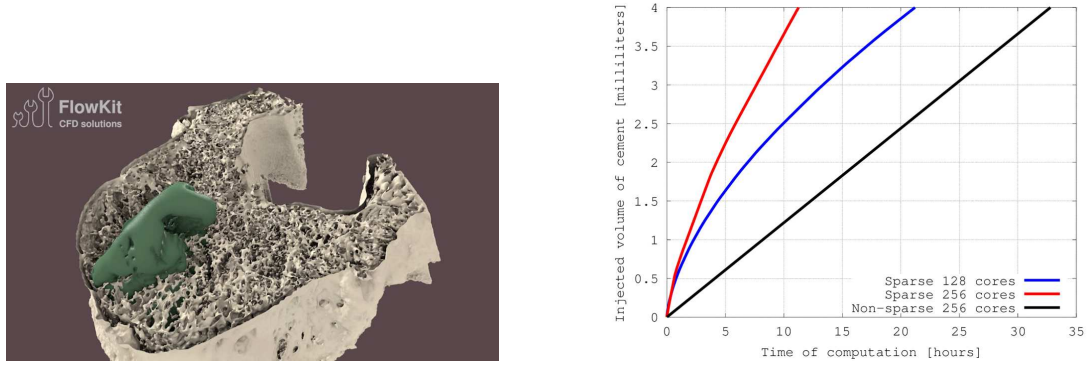 FlowKit
CFD solutions
Injected volume of cement [milliliters]
4
3.5
3
2.5
2
1.5
1
0.5
0
Sparse 128 cores
Sparse 256 cores
Non-sparse 256 cores
0 5 10 15 20 25 30 35
Time of computation [hours]